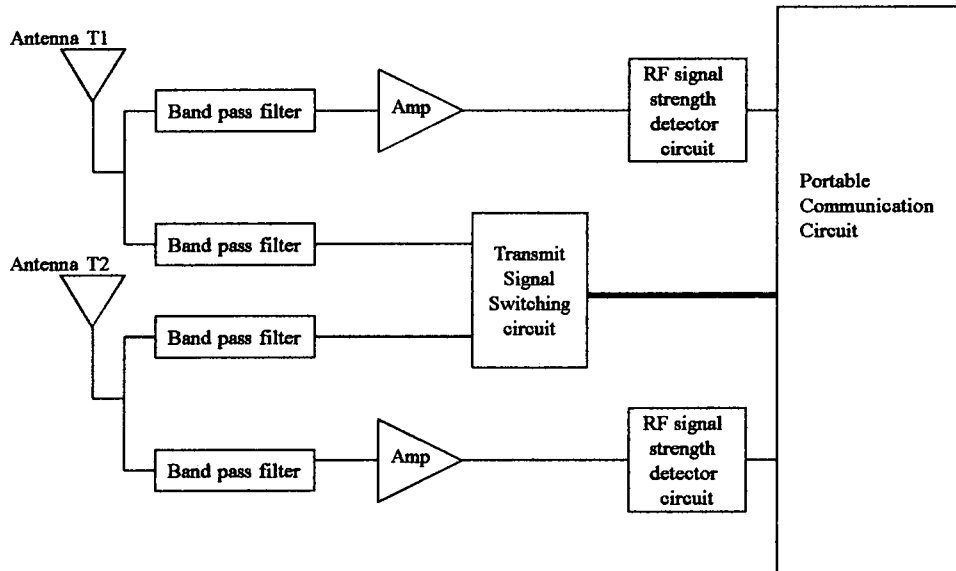 Antenna T1
Band pass filter
Amp
RF signal
strength
detector
circuit
Portable
Communication
Circuit
Band pass filter
Transmit
Signal
Switching
circuit
Antenna T2
Band pass filter
Band pass filter
Amp
RF signal
strength
detector
circuit